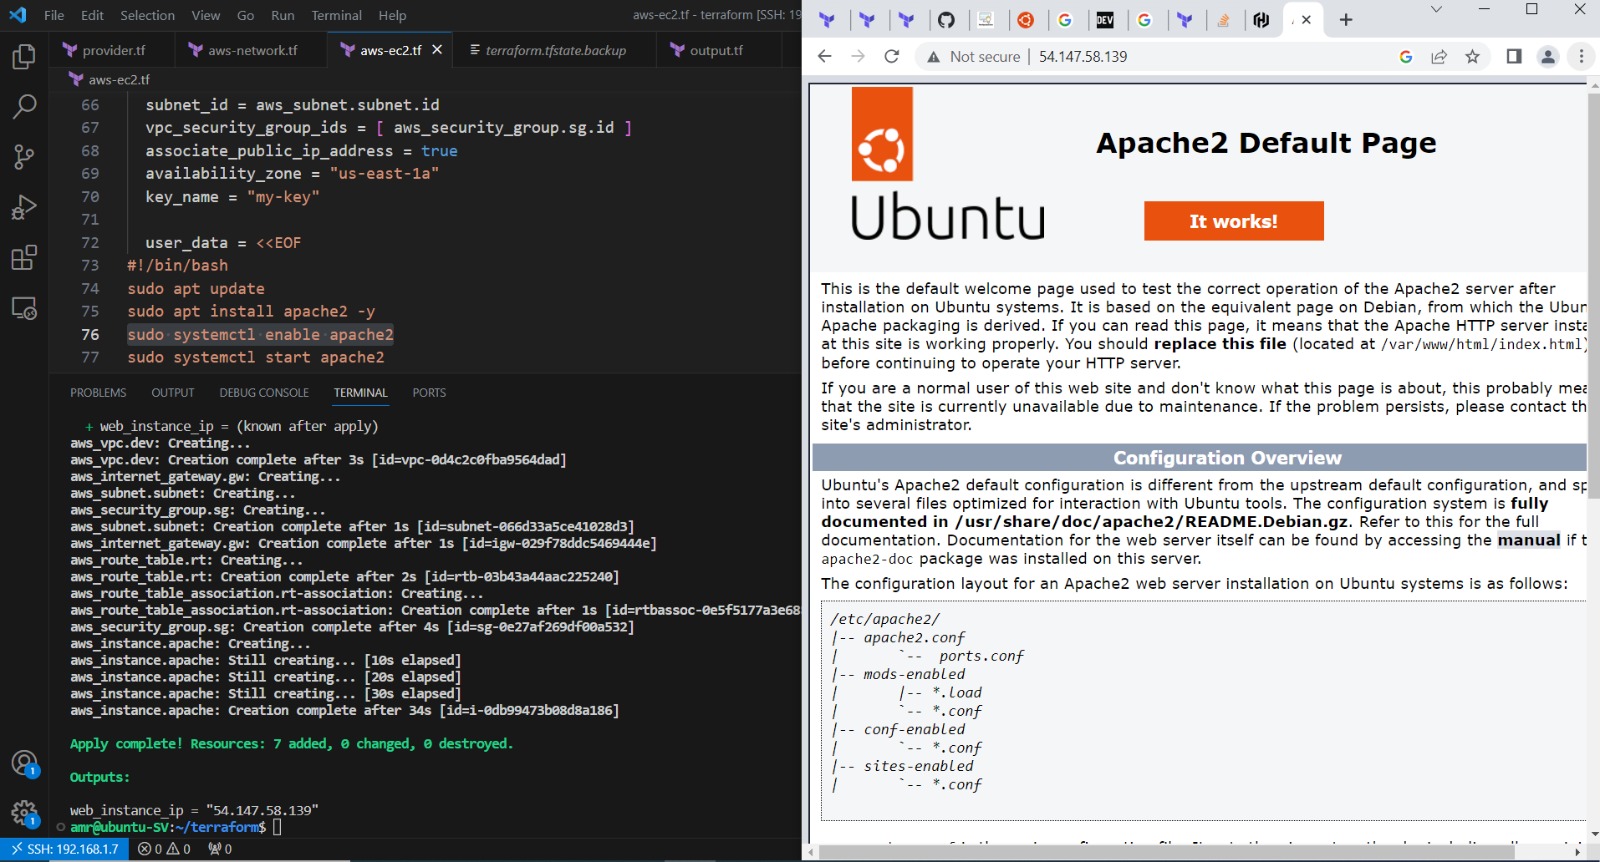 File Edit Selection View Go Run Terminal Help aws-ec2.tf - terraform [SSH: 19
provider.tf aws-network.tf aws-ec2.tf terraform.tfstate.backup output.tf
aws-ec2.tf
66 subnet_id = aws_subnet.subnet.id
67 vpc_security_group_ids = [ aws_security_group.sg.id ]
68 associate_public_ip_address = true
69 availability_zone = "us-east-1a"
70 key_name = "my-key"
71
72 user_data = <<EOF
73 #!/bin/bash
74 sudo apt update
75 sudo apt install apache2 -y
76 sudo systemctl enable apache2
77 sudo systemctl start apache2
PROBLEMS OUTPUT DEBUG CONSOLE TERMINAL PORTS
+ web_instance_ip = (known after apply)
aws_vpc.dev: Creating...
aws_vpc.dev: Creation complete after 3s [id=vpc-0d4c2c0fba9564dad]
aws_internet_gateway.gw: Creating...
aws_subnet.subnet: Creating...
aws_security_group.sg: Creating...
aws_subnet.subnet: Creation complete after 1s [id=subnet-066d33a5ce41028d3]
aws_internet_gateway.gw: Creation complete after 1s [id=igw-029f78ddc5469444e]
aws_route_table.rt: Creating...
aws_route_table.rt: Creation complete after 2s [id=rtb-03b43a44aac225240]
aws_route_table_association.rt-association: Creating...
aws_route_table_association.rt-association: Creation complete after 1s [id=rtbassoc-0e5f5177a3e68
aws_security_group.sg: Creation complete after 4s [id=sg-0e27af269df00a532]
aws_instance.apache: Creating...
aws_instance.apache: Still creating... [10s elapsed]
aws_instance.apache: Still creating... [20s elapsed]
aws_instance.apache: Still creating... [30s elapsed]
aws_instance.apache: Creation complete after 34s [id=i-0db99473b08d8a186]
Apply complete! Resources: 7 added, 0 changed, 0 destroyed.
Outputs:
web_instance_ip = "54.147.58.139"
amr@ubuntu-SV:~/terraform$
1
1
SSH: 192.168.1.7 0 0 0
DEV
Not secure | 54.147.58.139
Ubuntu
Apache2 Default Page
It works!
This is the default welcome page used to test the correct operation of the Apache2 server after
installation on Ubuntu systems. It is based on the equivalent page on Debian, from which the Ubun
Apache packaging is derived. If you can read this page, it means that the Apache HTTP server insta
at this site is working properly. You should replace this file (located at /var/www/html/index.html)
before continuing to operate your HTTP server.
If you are a normal user of this web site and don't know what this page is about, this probably mea
that the site is currently unavailable due to maintenance. If the problem persists, please contact th
site's administrator.
Configuration Overview
Ubuntu's Apache2 default configuration is different from the upstream default configuration, and sp
into several files optimized for interaction with Ubuntu tools. The configuration system is fully
documented in /usr/share/doc/apache2/README.Debian.gz. Refer to this for the full
documentation. Documentation for the web server itself can be found by accessing the manual if t
apache2-doc package was installed on this server.
The configuration layout for an Apache2 web server installation on Ubuntu systems is as follows:
/etc/apache2/
|-- apache2.conf
| `-- ports.conf
|-- mods-enabled
| |-- *.load
| `-- *.conf
|-- conf-enabled
| `-- *.conf
|-- sites-enabled
| `-- *.conf